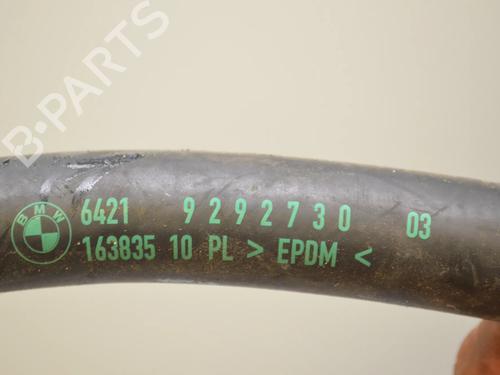 B-PARTS
BMW
6421 9292730 03
163835 10 PL > EPDM <